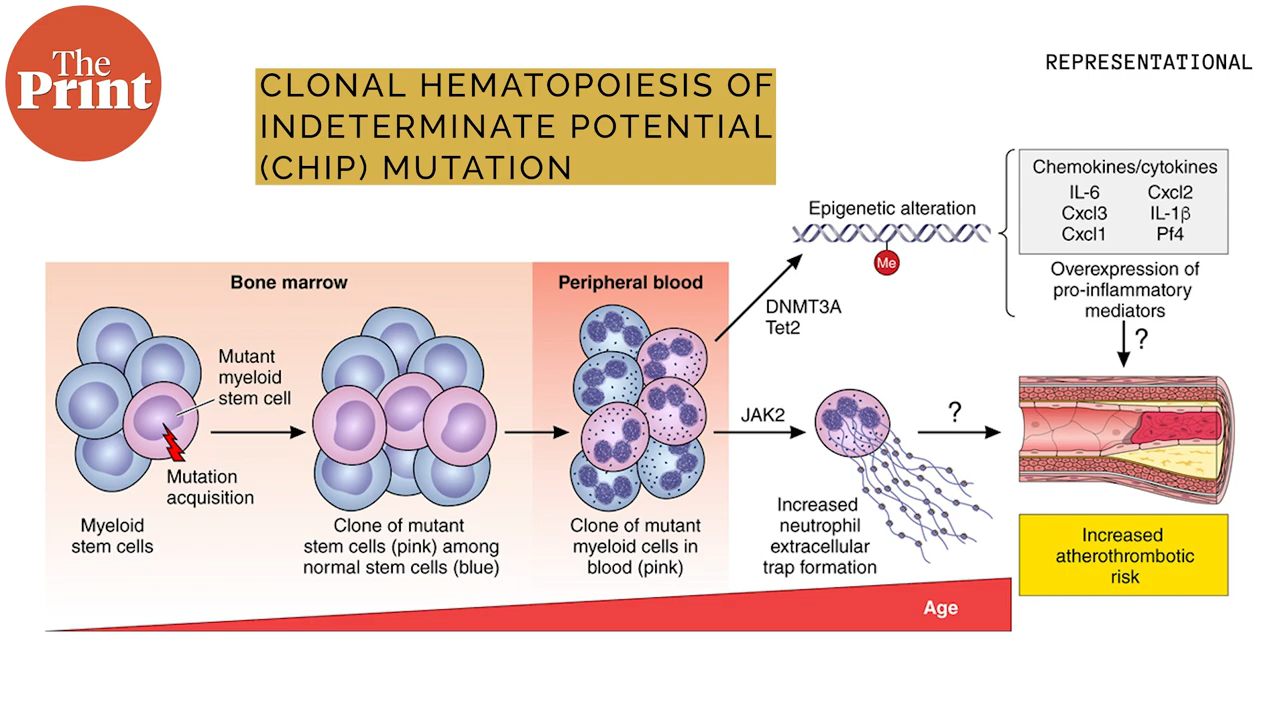 The
Print
REPRESENTATIONAL
CLONAL HEMATOPOIESIS OF
INDETERMINATE POTENTIAL
(CHIP) MUTATION
Bone marrow
Mutant
myeloid
stem cell
Mutation
acquisition
Myeloid
stem cells
Clone of mutant
stem cells (pink) among
normal stem cells (blue)
Peripheral blood
Clone of mutant
myeloid cells in
blood (pink)
DNMT3A
Tet2
Epigenetic alteration
Me
Chemokines/cytokines
IL-6 Cxcl2
Cxcl3 IL-1β
Cxcl1 Pf4
Overexpression of
pro-inflammatory
mediators
?
JAK2
Increased
neutrophil
extracellular
trap formation
?
Increased
atherothrombotic
risk
Age